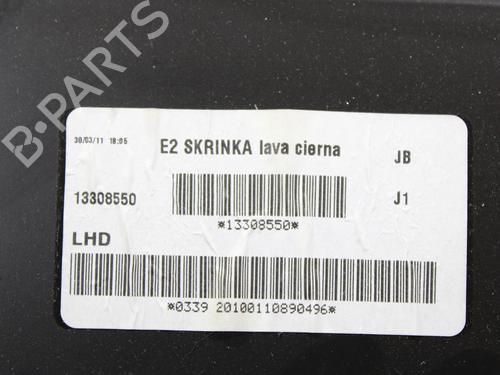 B-PARTS
30/03/11 18:05
E2 SKRINKA lava cierna
JB
13308550
J1
*13308550*
LHD
*0339 20100110890496*